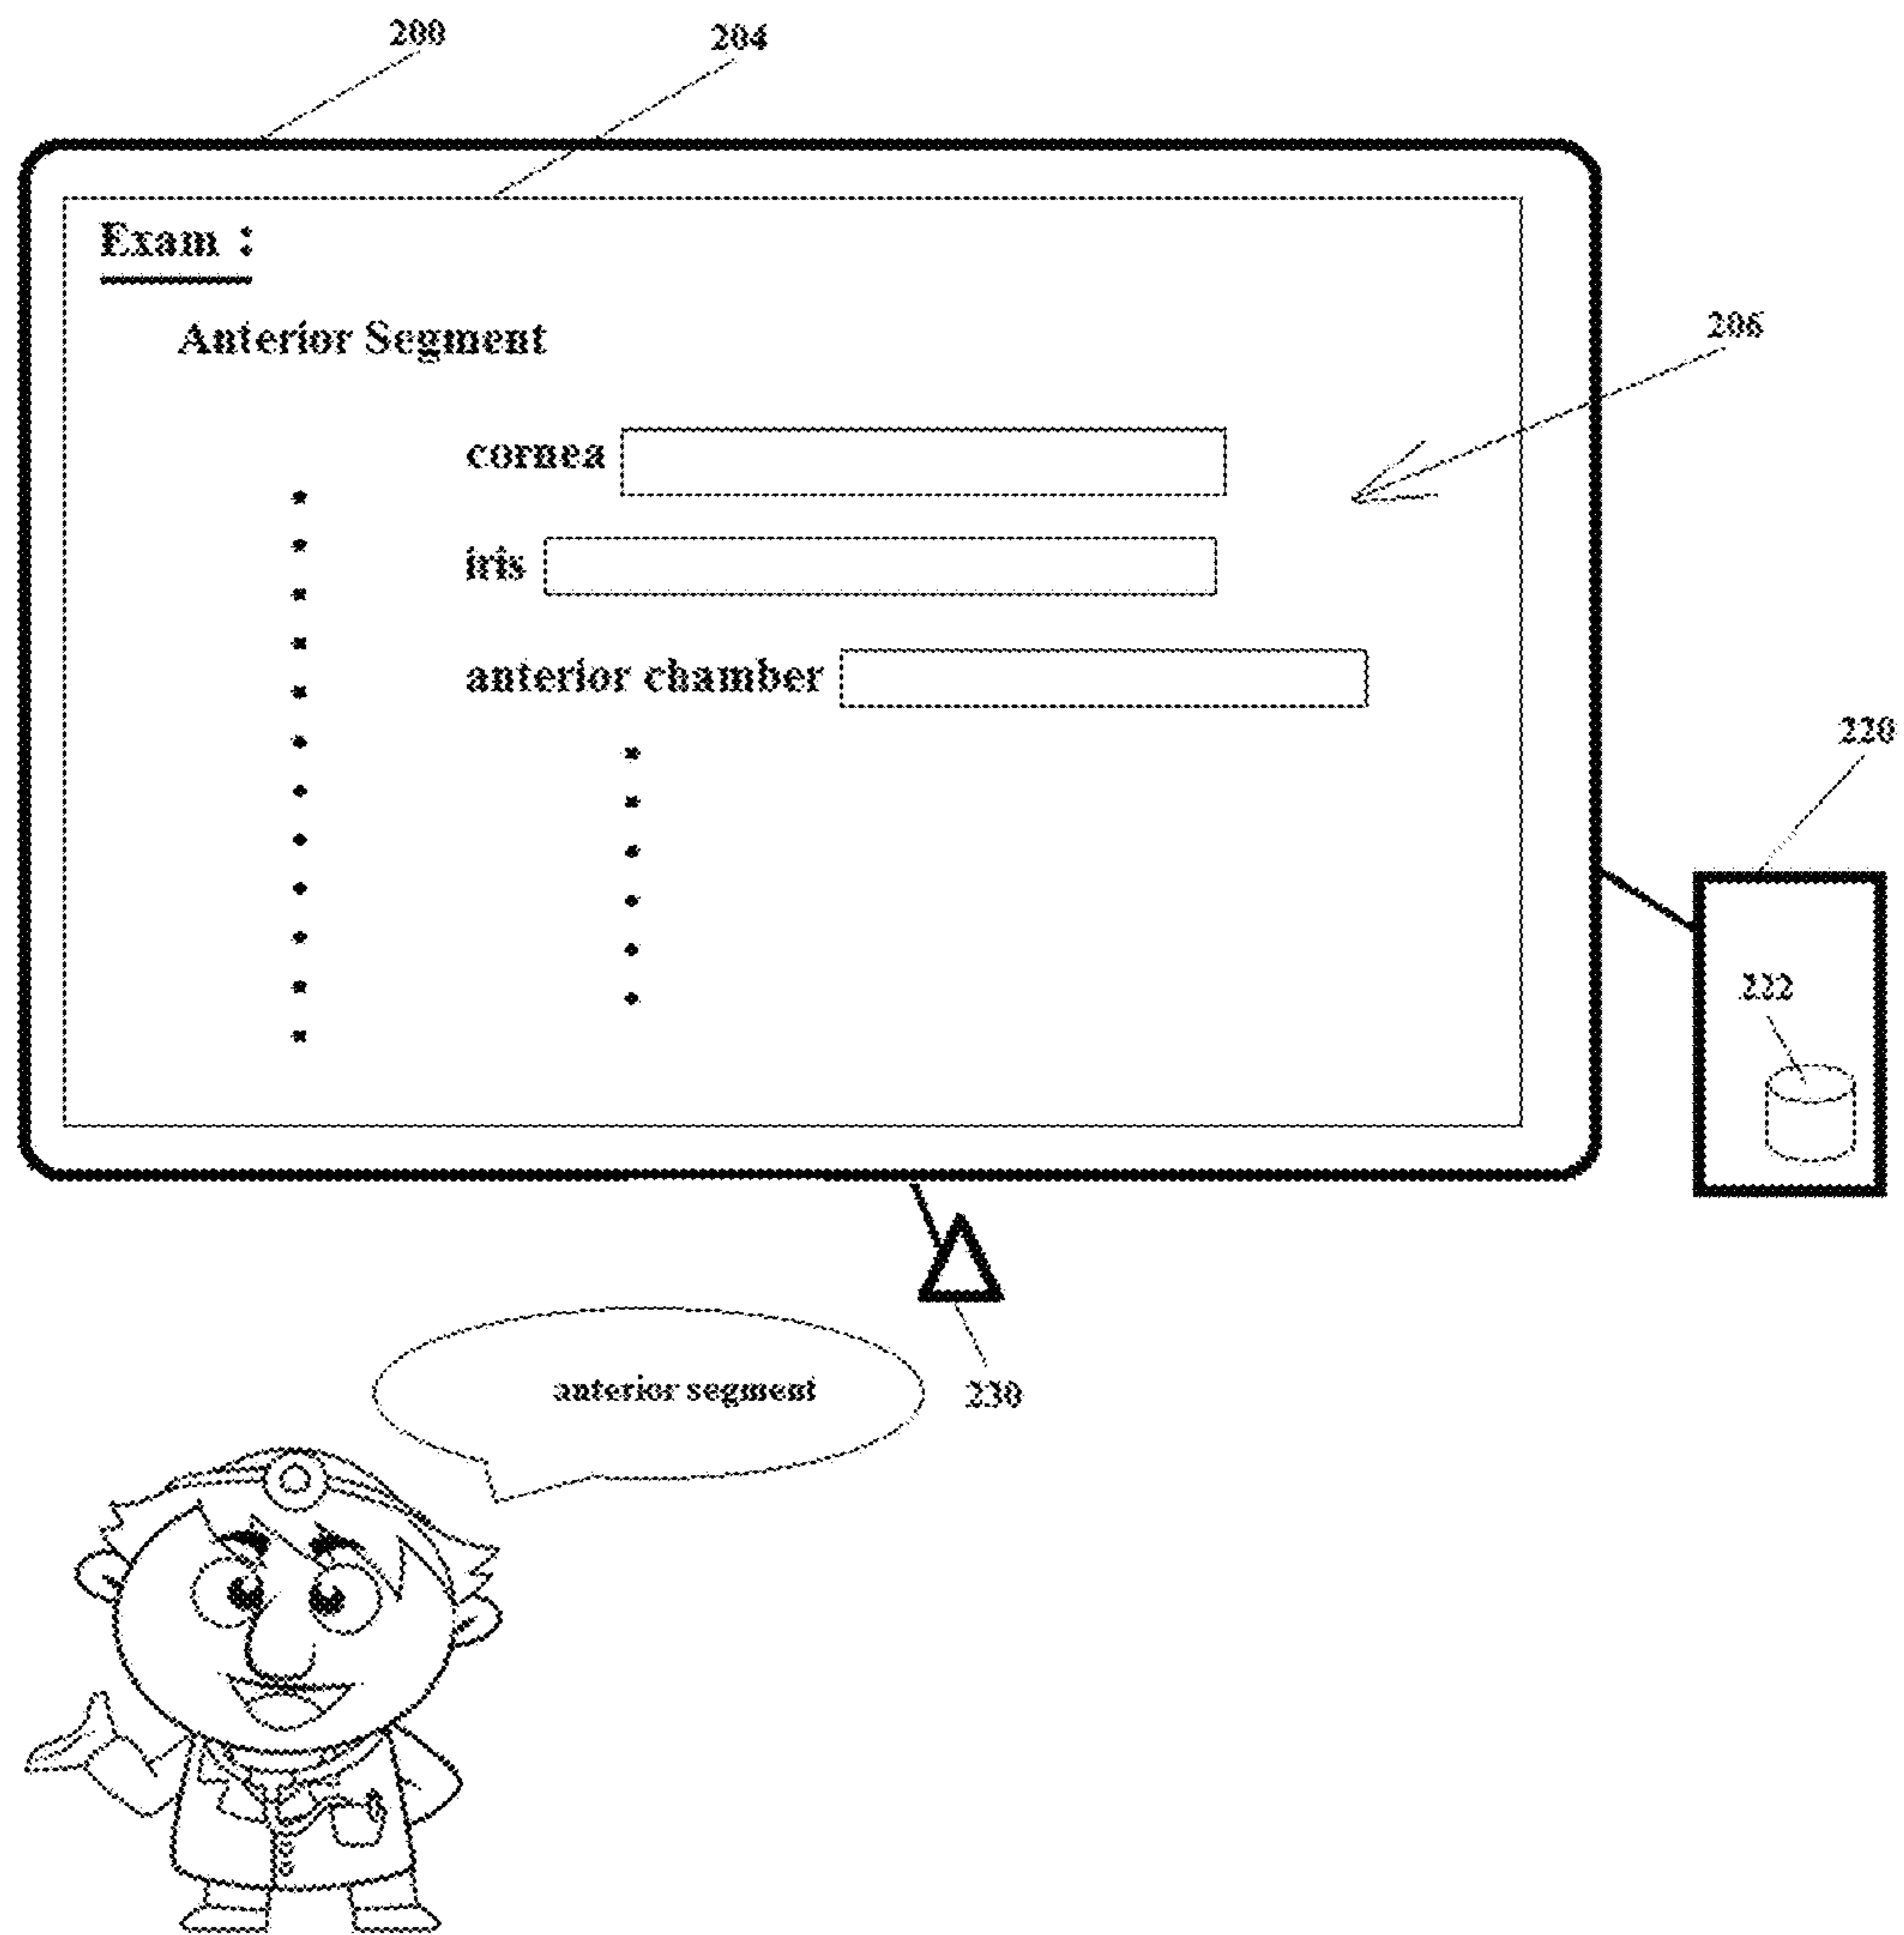 200
204
Exam :
Anterior Segment
206
cornea
iris
anterior chamber
220
222
anterior segment
230